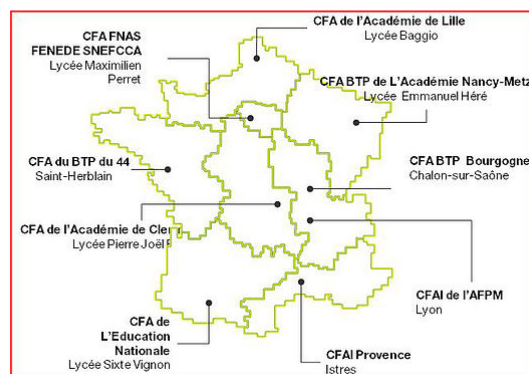 CFA de l'Académie de Lille
Lycée Baggio
CFA FNAS
FENEDE SNEFCCA
Lycée Maximilien
Perret
CFA BTP de L'Académie Nancy-Metz
Lycée Emmanuel Héré
CFA du BTP du 44
Saint-Herblain
CFA BTP Bourgogne
Chalon-sur-Saône
CFA de l'Académie de
Lycée Pierre Joël
CFAI de l'AFPM
Lyon
CFA de
L'Education
Nationale
Lycée Sixte Vignon
CFAI Provence
Istres